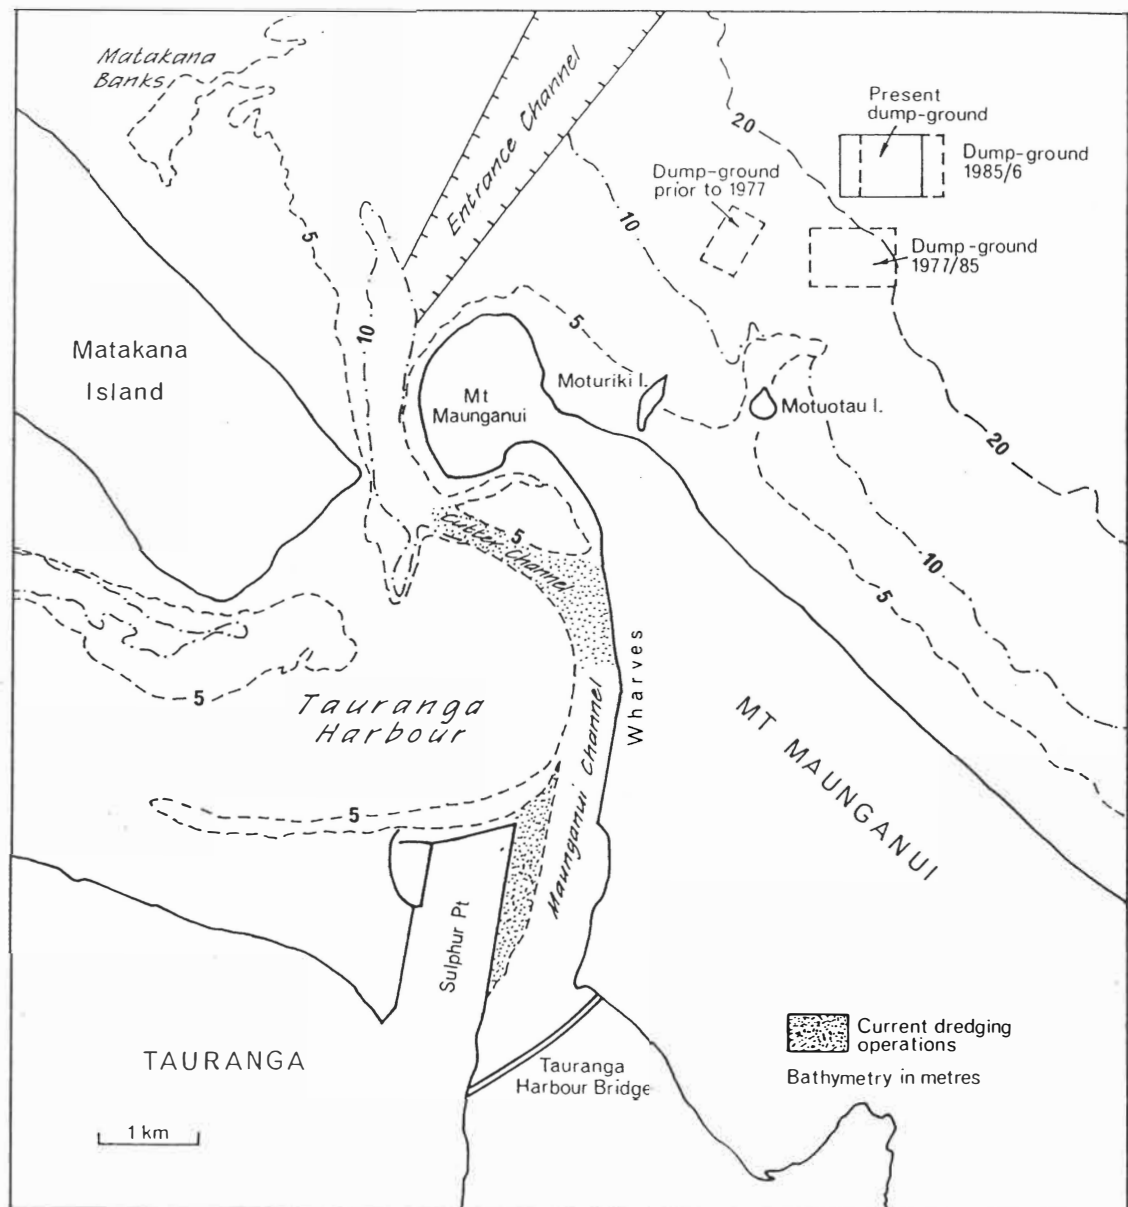 Matakana
Banks
Entrance Channel
20
Present
dump-ground
Dump-ground
1985/6
Dump-ground
prior to 1977
10
5
Dump-ground
1977/85
10
5
Matakana
Island
Mt
Maunganui
Moturiki I.
Motuotau I.
20
5
Cutter Channel
10
5
5
Wharves
Tauranga
Harbour
Maunganui Channel
MT MAUNGANUI
5
Sulphur Pt
Current dredging
operations
Bathymetry in metres
TAURANGA
Tauranga
Harbour Bridge
1 km